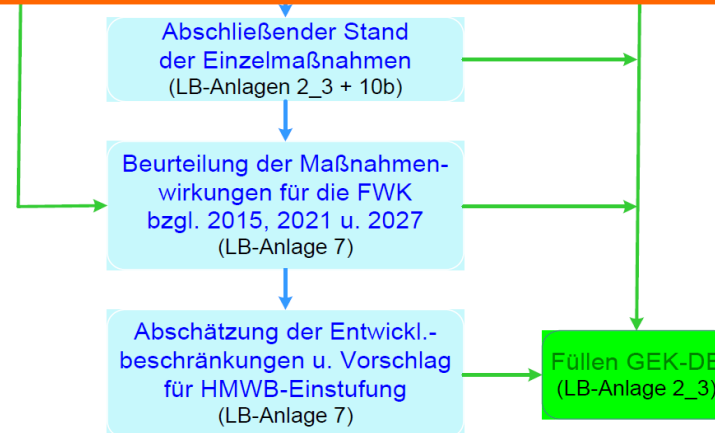 Abschließender Stand
der Einzelmaßnahmen
(LB-Anlagen 2_3 + 10b)
Beurteilung der Maßnahmen-
wirkungen für die FWK
bzgl. 2015, 2021 u. 2027
(LB-Anlage 7)
Abschätzung der Entwickl.-
beschränkungen u. Vorschlag
für HMWB-Einstufung
(LB-Anlage 7)
Füllen GEK-DB
(LB-Anlage 2_3)